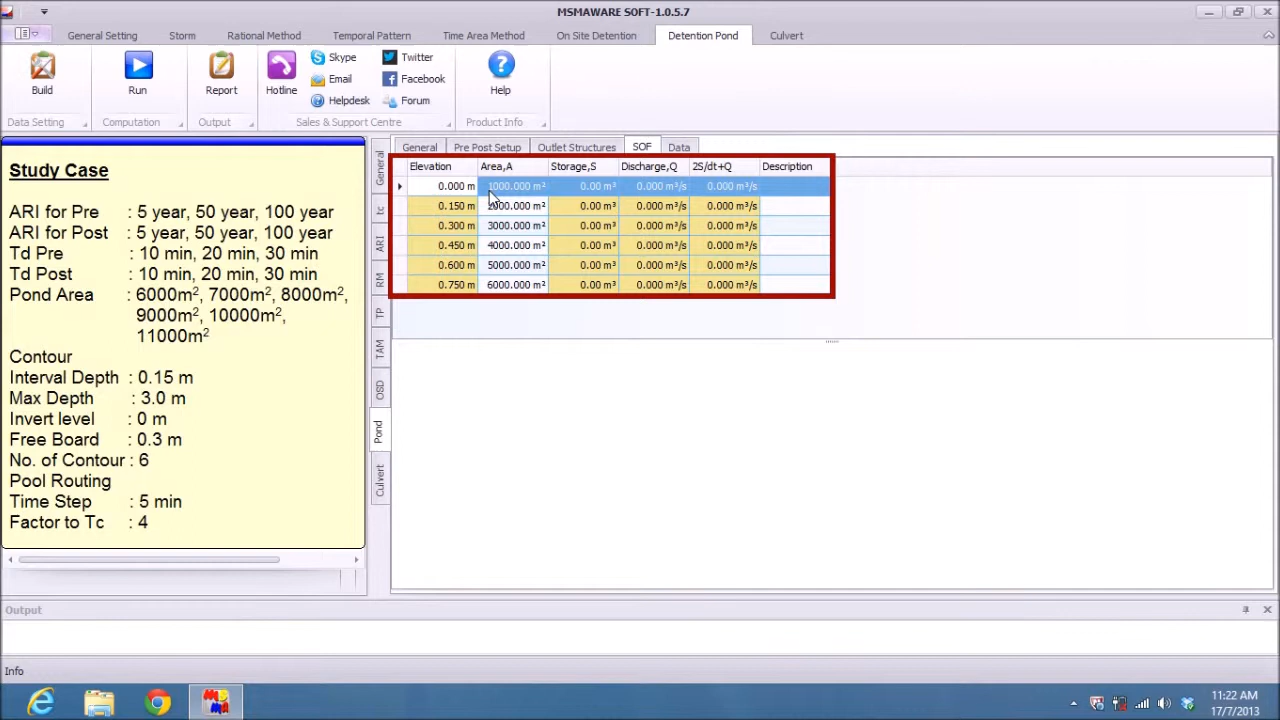 MSMAWARE SOFT-1.0.5.7
General Setting
Storm
Rational Method
Temporal Pattern
Time Area Method
On Site Detention
Detention Pond
Culvert
Build
Run
Report
Hotline
Skype
Email
Helpdesk
Twitter
Facebook
Forum
Help
Data Setting
Computation
Output
Sales & Support Centre
Product Info
Study Case
ARI for Pre : 5 year, 50 year, 100 year
ARI for Post : 5 year, 50 year, 100 year
Td Pre : 10 min, 20 min, 30 min
Td Post : 10 min, 20 min, 30 min
Pond Area : 6000m², 7000m², 8000m²,
9000m², 10000m²,
11000m²
Contour
Interval Depth : 0.15 m
Max Depth : 3.0 m
Invert level : 0 m
Free Board : 0.3 m
No. of Contour : 6
Pool Routing
Time Step : 5 min
Factor to Tc : 4
General
tc
ARI
RM
TP
TAM
OSD
Pond
Culvert
General Pre Post Setup Outlet Structures SOF Data
Elevation Area,A Storage,S Discharge,Q 2S/dt+Q Description
0.000 m 1000.000 m² 0.00 m³ 0.000 m³/s 0.000 m³/s
0.150 m 2000.000 m² 0.00 m³ 0.000 m³/s 0.000 m³/s
0.300 m 3000.000 m² 0.00 m³ 0.000 m³/s 0.000 m³/s
0.450 m 4000.000 m² 0.00 m³ 0.000 m³/s 0.000 m³/s
0.600 m 5000.000 m² 0.00 m³ 0.000 m³/s 0.000 m³/s
0.750 m 6000.000 m² 0.00 m³ 0.000 m³/s 0.000 m³/s
Output
Info
11:22 AM
17/7/2013